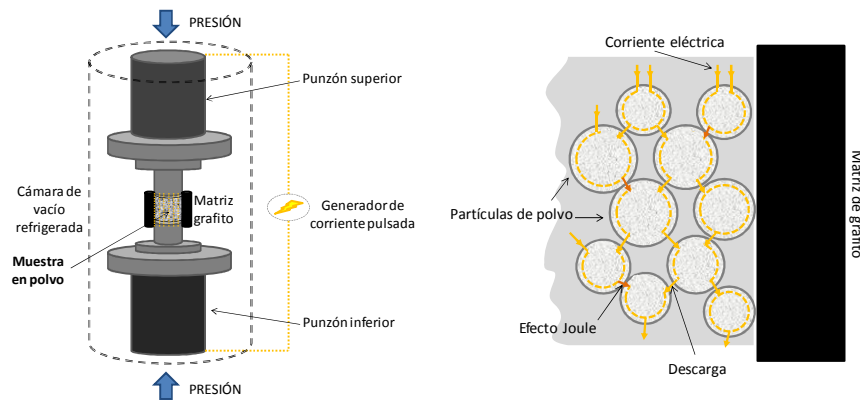 PRESIÓN
Punzón superior
Cámara de
vacío
refrigerada
Matriz
grafito
Generador de
corriente pulsada
Muestra
en polvo
Punzón inferior
PRESIÓN
Corriente eléctrica
Partículas de polvo
Efecto Joule
Descarga
Matriz de granto